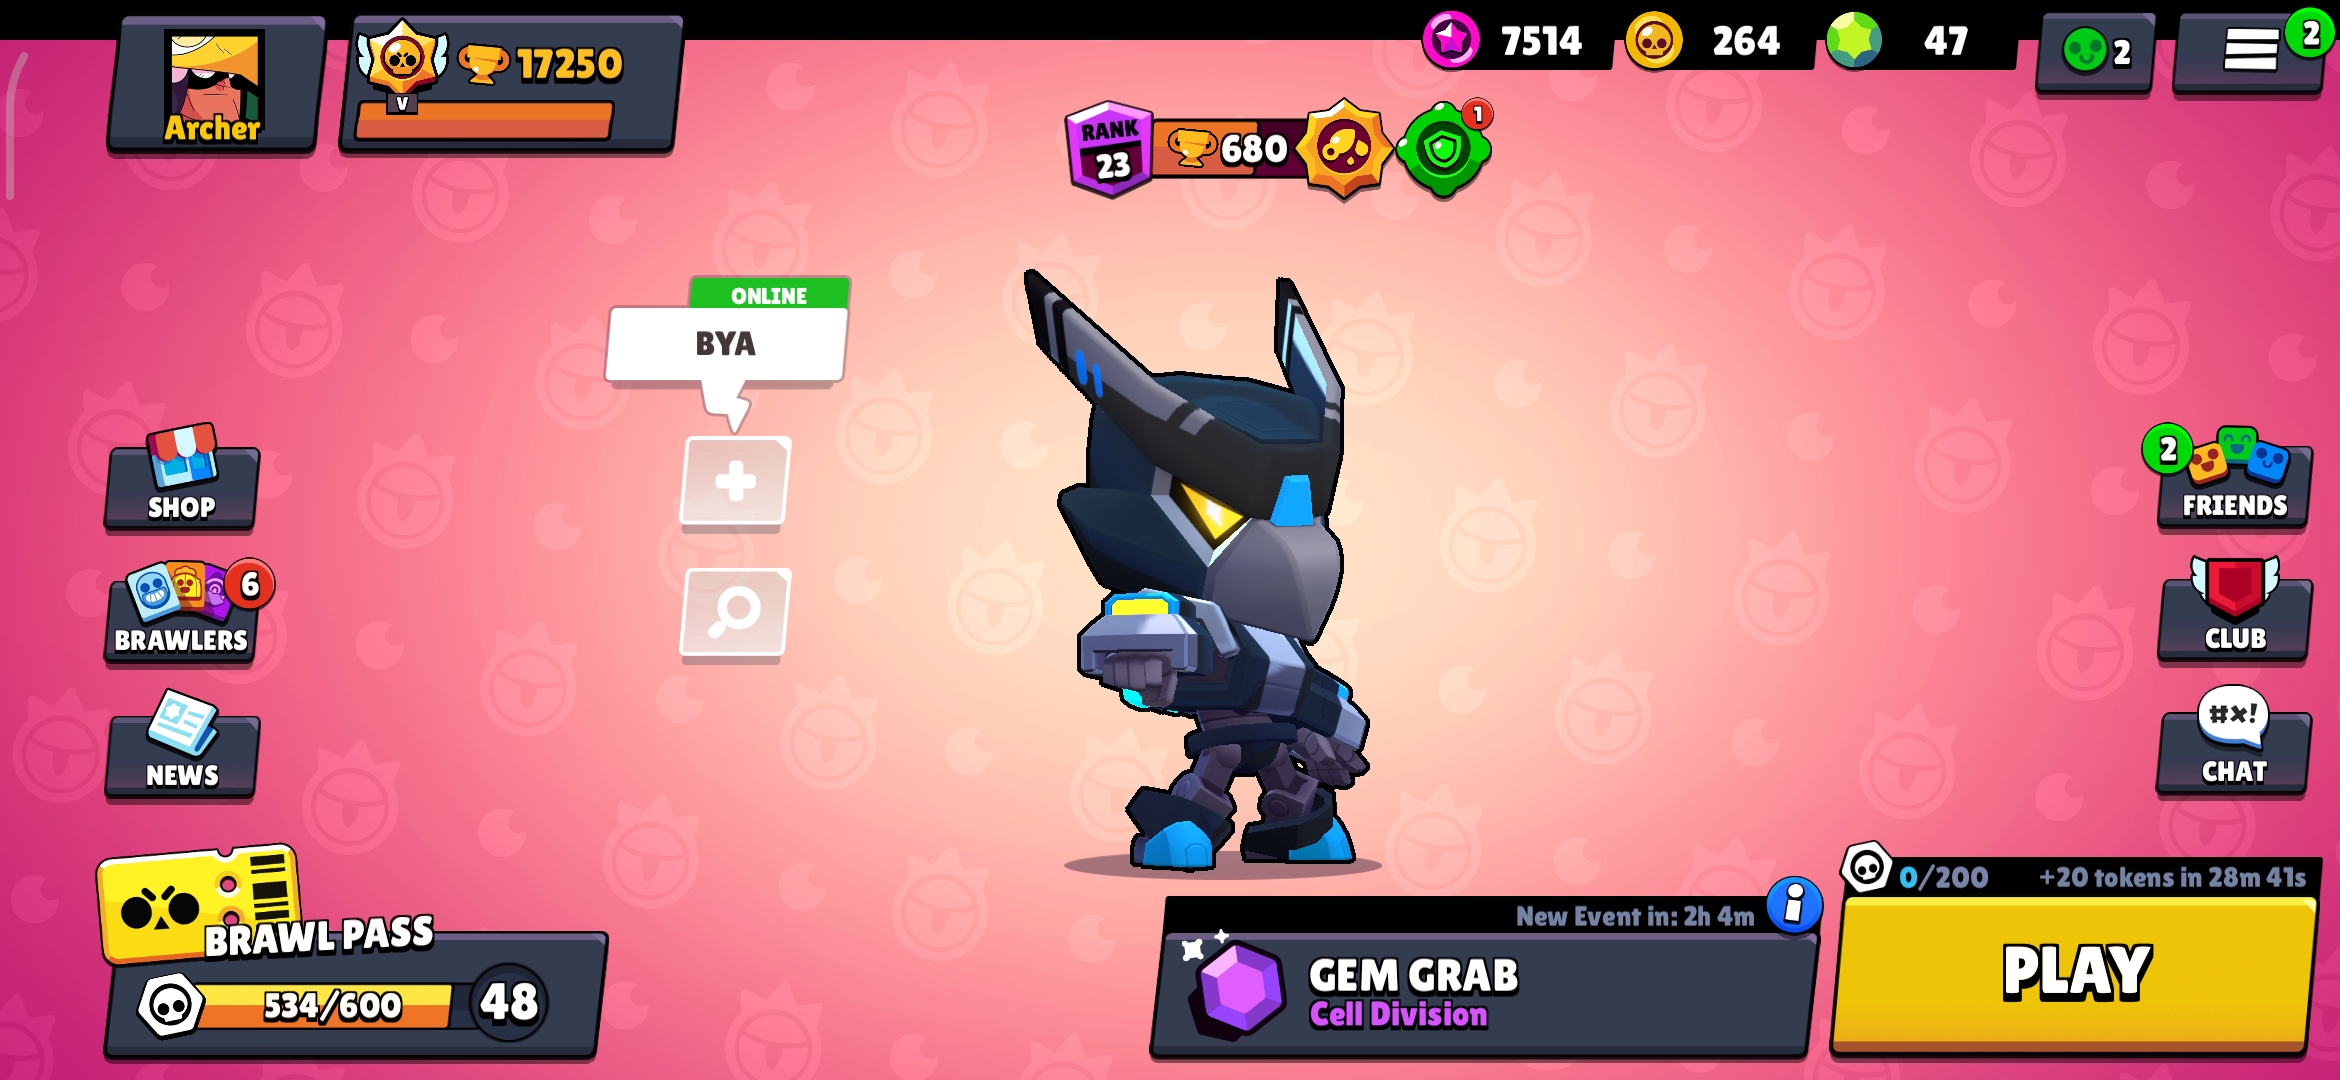 Archer
V
17250
7514
264
47
2
2
RANK
23
680
1
ONLINE
BYA
SHOP
6
BRAWLERS
NEWS
2
FRIENDS
CLUB
#x!
CHAT
BRAWL PASS
534/600
48
New Event in: 2h 4m
GEM GRAB
Cell Division
0/200
+20 tokens in 28m 41s
PLAY